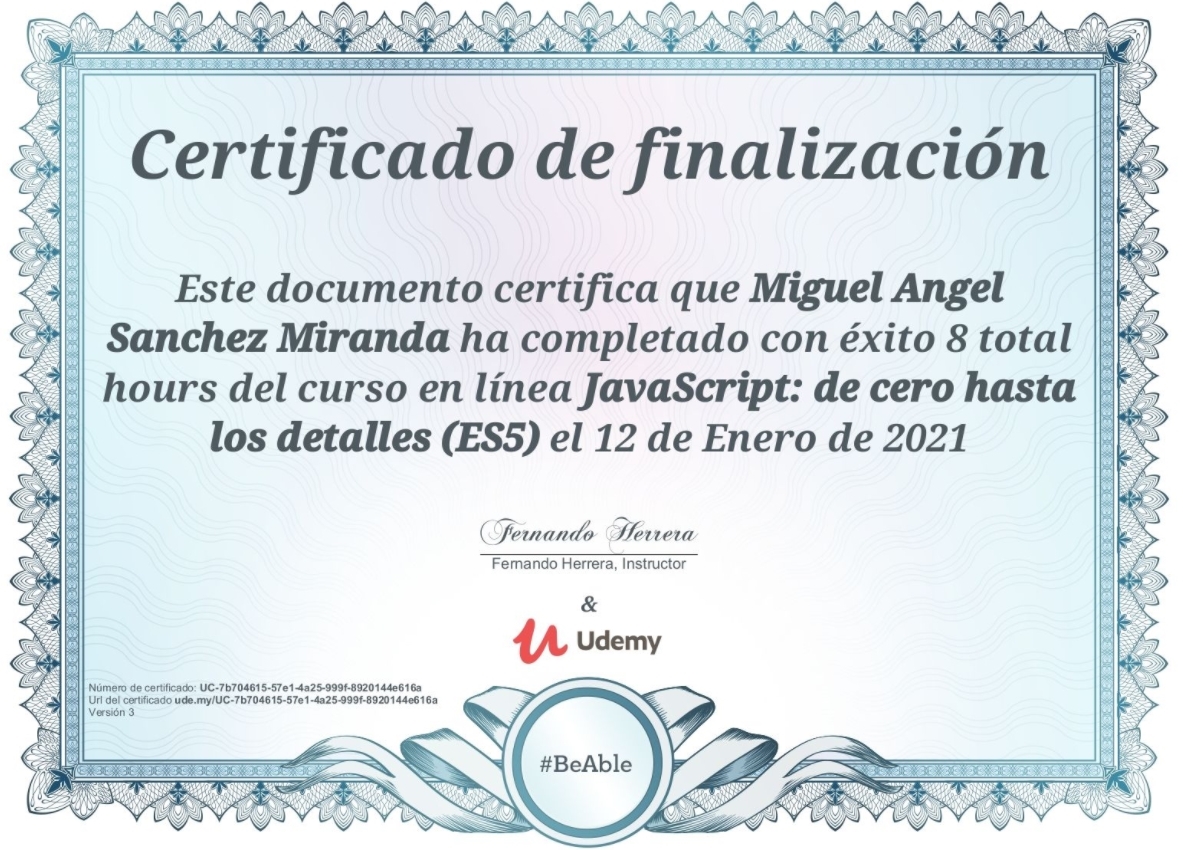 Certificado de finalización
Este documento certifica que Miguel Angel
Sanchez Miranda ha completado con éxito 8 total
hours del curso en línea JavaScript: de cero hasta
los detalles (ES5) el 12 de Enero de 2021
Fernando Herrera
Fernando Herrera, Instructor
&
Udemy
Número de certificado: UC-7b704615-57e1-4a25-999f-8920144e616a
Url del certificado ude.my/UC-7b704615-57e1-4a25-999f-8920144e616a
Versión 3
#BeAble